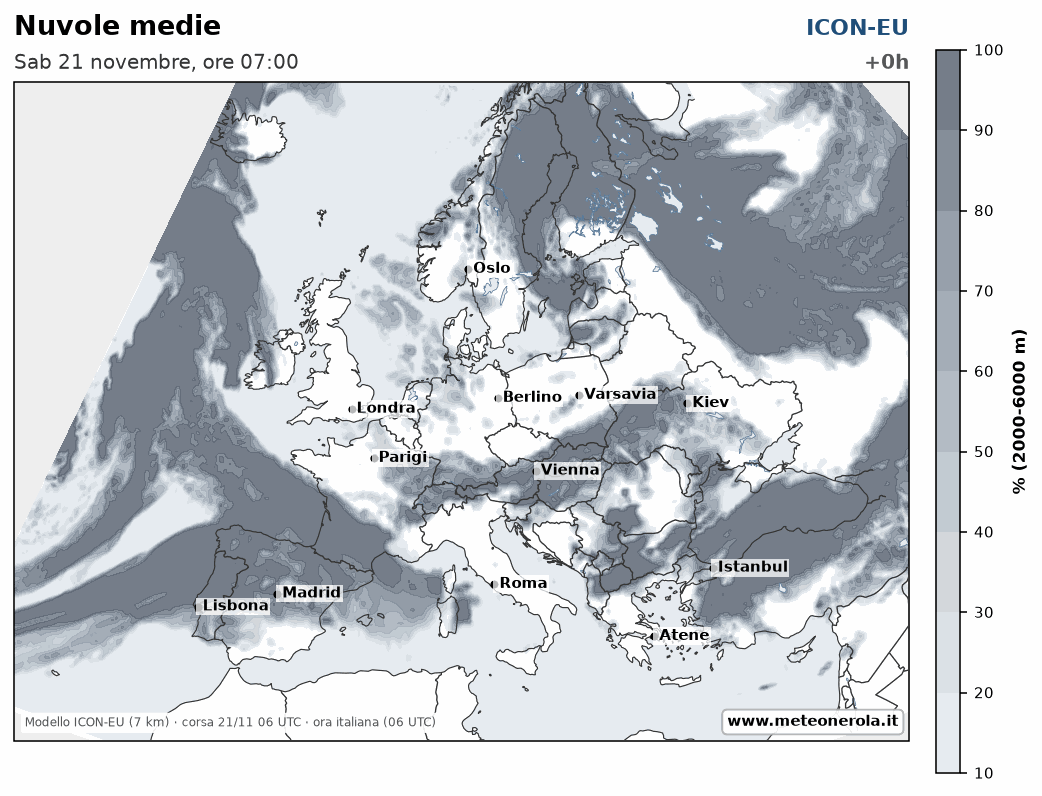 Nuvole medie
ICON-EU
Sab 21 novembre, ore 07:00
+0h
100
90
80
70
60
50
40
30
20
10
% (2000-6000 m)
Oslo
Berlino
Varsavia
Kiev
Londra
Parigi
Vienna
Istanbul
Roma
Madrid
Lisbona
Atene
Modello ICON-EU (7 km) · corsa 21/11 06 UTC · ora italiana (06 UTC)
www.meteonerola.it